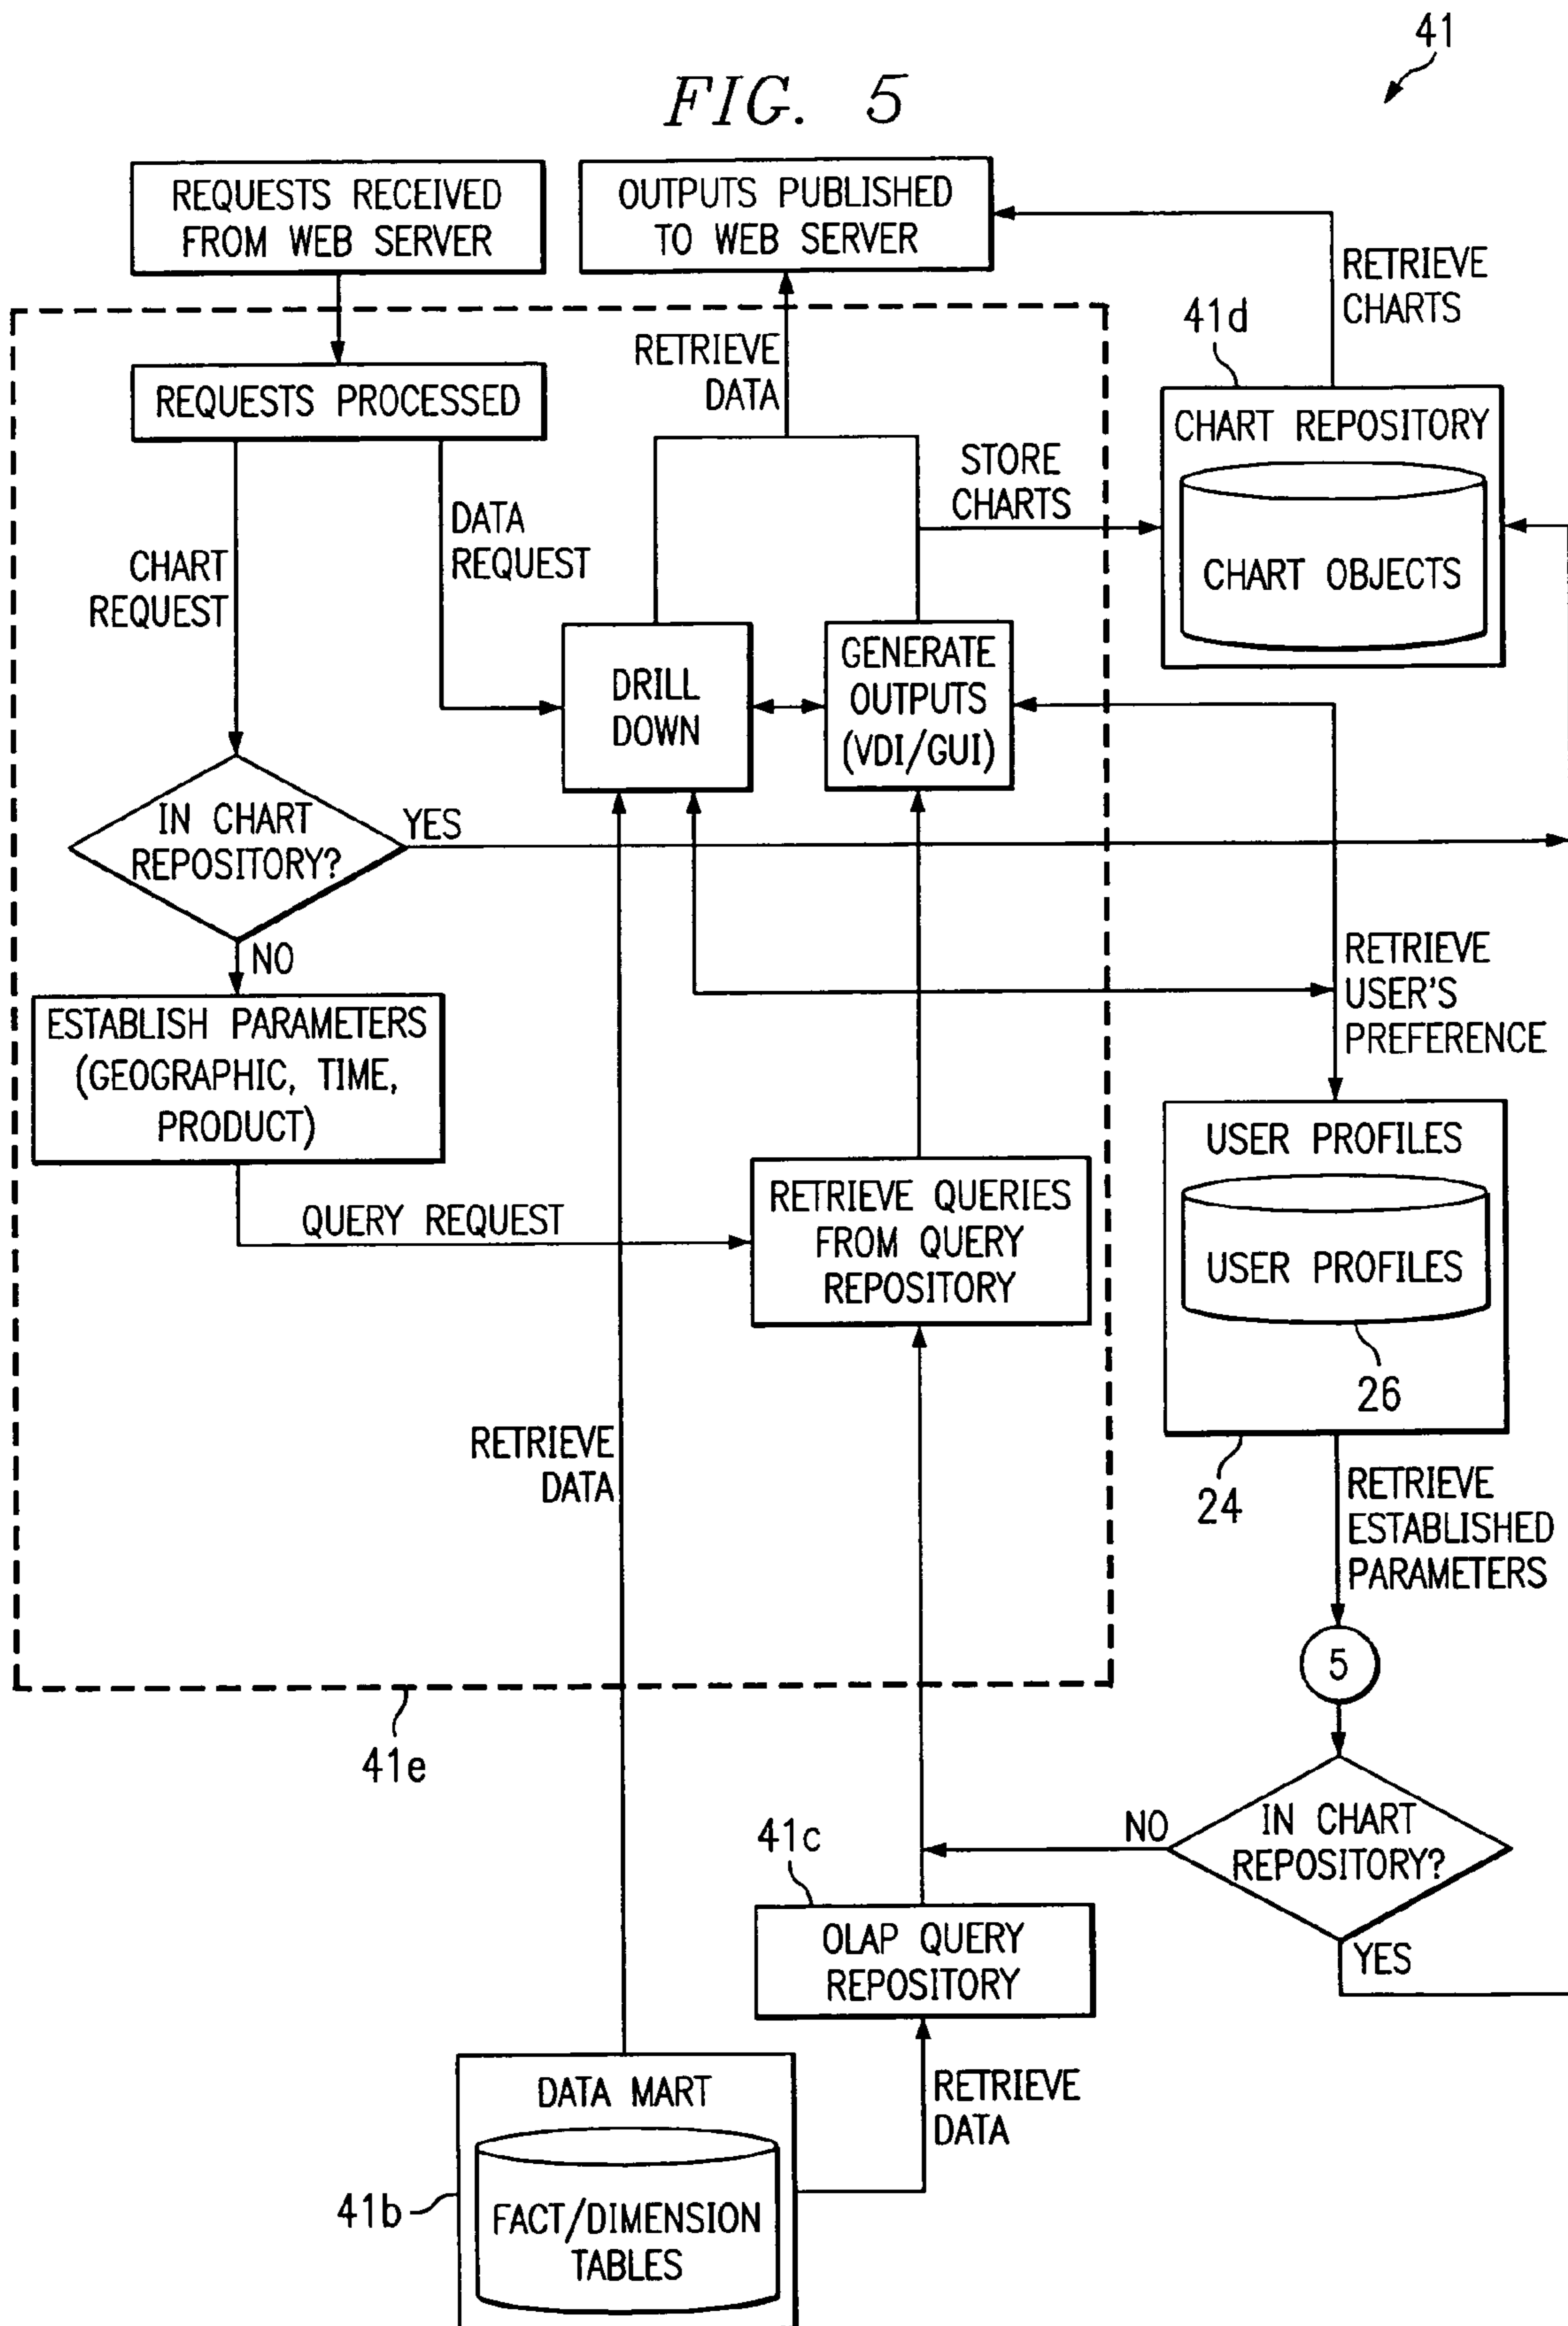 41
FIG. 5
REQUESTS RECEIVED
FROM WEB SERVER
OUTPUTS PUBLISHED
TO WEB SERVER
RETRIEVE
CHARTS
41d
RETRIEVE
DATA
REQUESTS PROCESSED
CHART REPOSITORY
CHART OBJECTS
STORE
CHARTS
DATA
REQUEST
CHART
REQUEST
DRILL
DOWN
GENERATE
OUTPUTS
(VDI/GUI)
IN CHART
REPOSITORY?
YES
NO
RETRIEVE
USER'S
PREFERENCE
ESTABLISH PARAMETERS
(GEOGRAPHIC, TIME,
PRODUCT)
QUERY REQUEST
RETRIEVE QUERIES
FROM QUERY
REPOSITORY
USER PROFILES
USER PROFILES
26
24
RETRIEVE
DATA
RETRIEVE
ESTABLISHED
PARAMETERS
5
41e
IN CHART
REPOSITORY?
NO
YES
41c
OLAP QUERY
REPOSITORY
RETRIEVE
DATA
DATA MART
FACT/DIMENSION
TABLES
41b